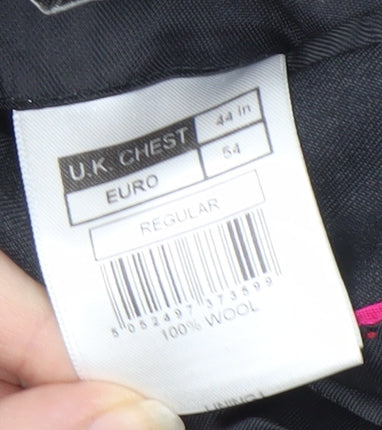 U.K. CHEST 44 in
EURO 54
REGULAR
5 052497 373599
100% WOOL